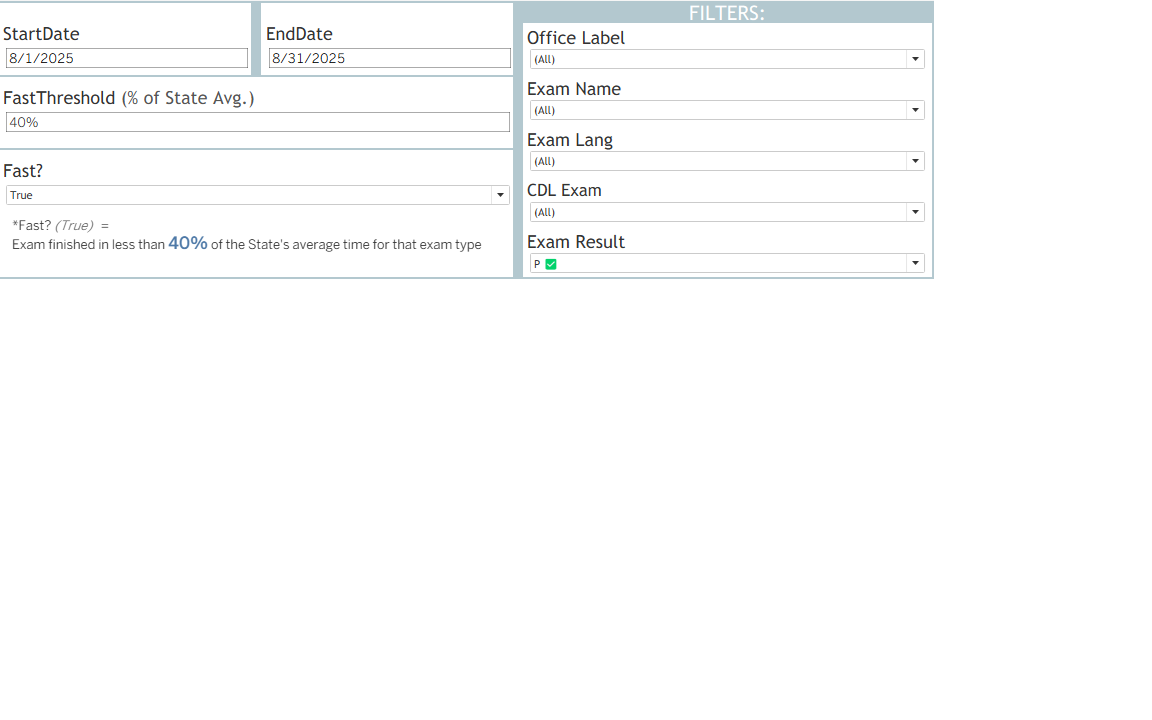 StartDate
8/1/2025
EndDate
8/31/2025
FastThreshold (% of State Avg.)
40%
Fast?
True
*Fast? (True) =
Exam finished in less than 40% of the State's average time for that exam type
FILTERS:
Office Label
(All)
Exam Name
(All)
Exam Lang
(All)
CDL Exam
(All)
Exam Result
P ✅